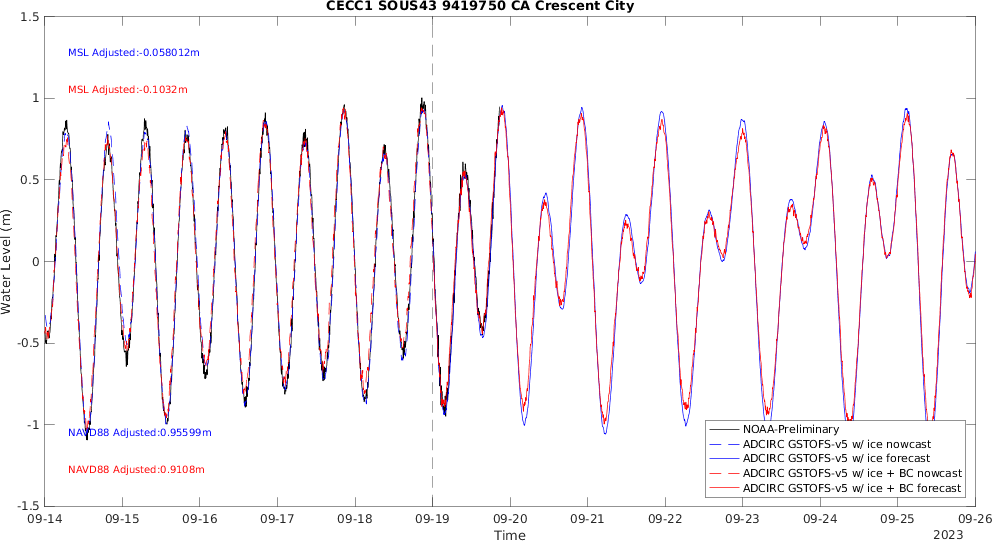 CECC1 SOUS43 9419750 CA Crescent City
1.5
MSL Adjusted:-0.058012m
MSL Adjusted:-0.1032m
1
0.5
0
-0.5
-1
-1.5
Water Level (m)
NAVD88 Adjusted:0.95599m
NAVD88 Adjusted:0.9108m
NOAA-Preliminary
ADCIRC GSTOFS-v5 w/ ice nowcast
ADCIRC GSTOFS-v5 w/ ice forecast
ADCIRC GSTOFS-v5 w/ ice + BC nowcast
ADCIRC GSTOFS-v5 w/ ice + BC forecast
09-14 09-15 09-16 09-17 09-18 09-19 09-20 09-21 09-22 09-23 09-24 09-25 09-26
Time
2023